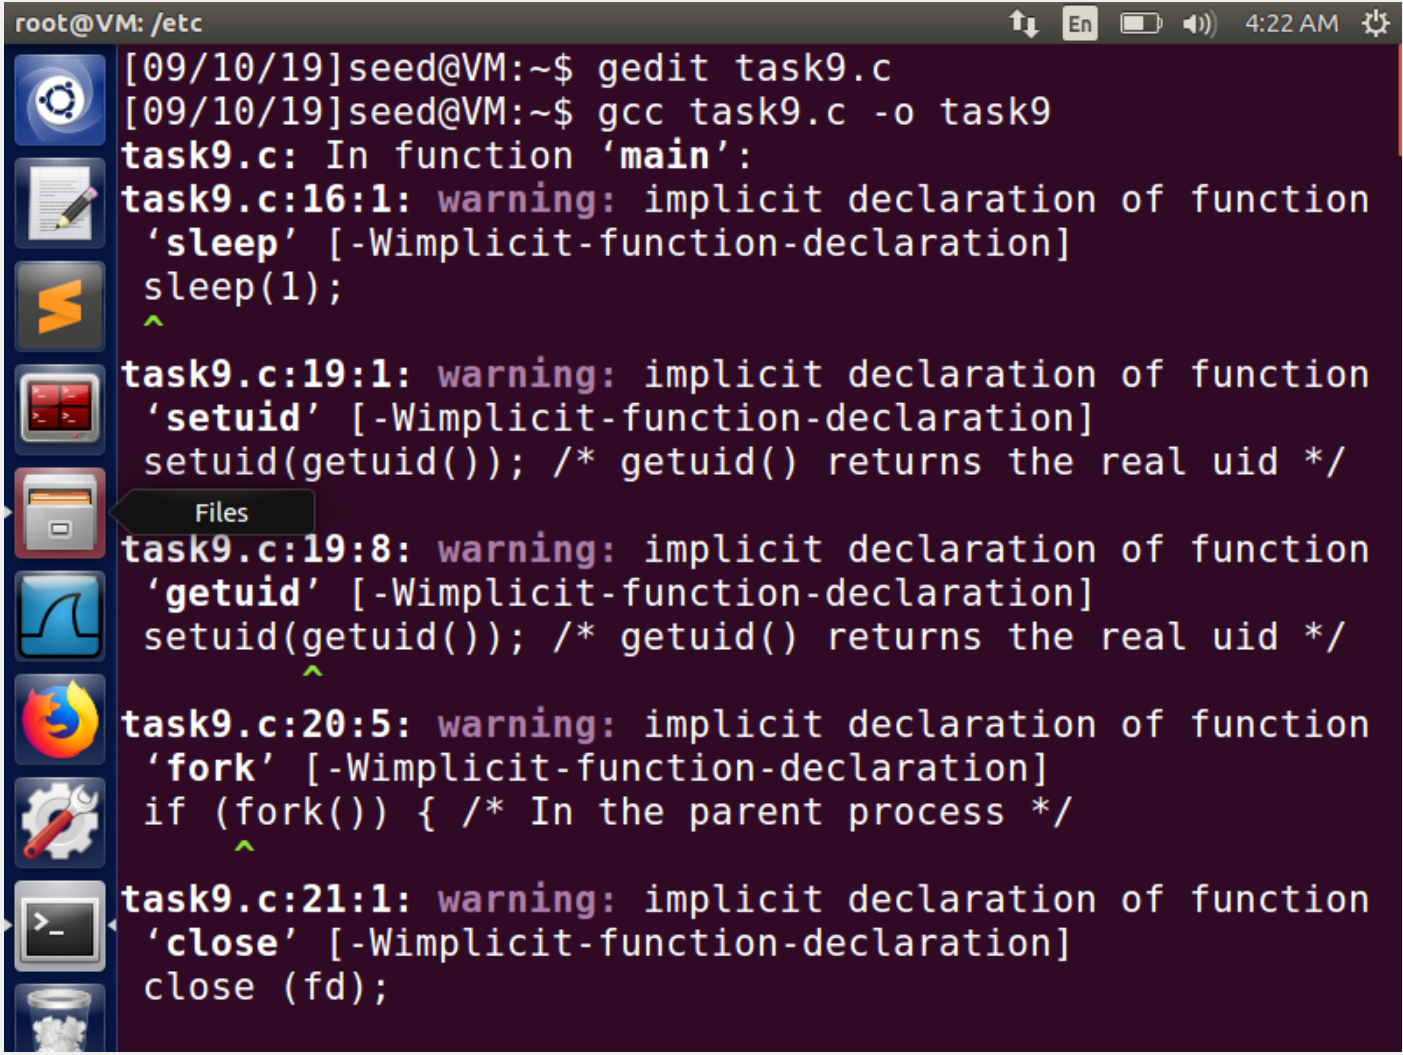 root@VM: /etc
En
4:22 AM
[09/10/19]seed@VM:~$ gedit task9.c
[09/10/19]seed@VM:~$ gcc task9.c -o task9
task9.c: In function ‘main’:
task9.c:16:1: warning: implicit declaration of function
‘sleep’ [-Wimplicit-function-declaration]
sleep(1);
^
task9.c:19:1: warning: implicit declaration of function
‘setuid’ [-Wimplicit-function-declaration]
setuid(getuid()); /* getuid() returns the real uid */
Files
task9.c:19:8: warning: implicit declaration of function
‘getuid’ [-Wimplicit-function-declaration]
setuid(getuid()); /* getuid() returns the real uid */
^
task9.c:20:5: warning: implicit declaration of function
‘fork’ [-Wimplicit-function-declaration]
if (fork()) { /* In the parent process */
^
task9.c:21:1: warning: implicit declaration of function
‘close’ [-Wimplicit-function-declaration]
close (fd);